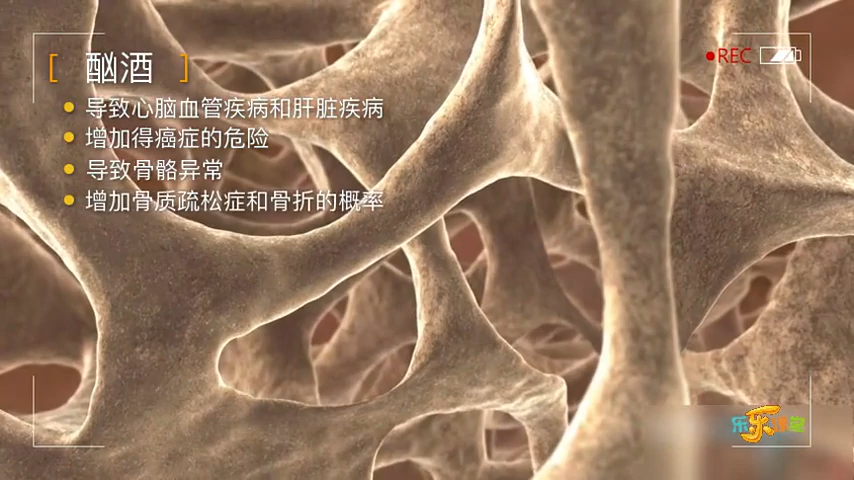 [ 酗酒 ]
REC
导致心脑血管疾病和肝脏疾病
增加得癌症的危险
导致骨骼异常
增加骨质疏松症和骨折的概率